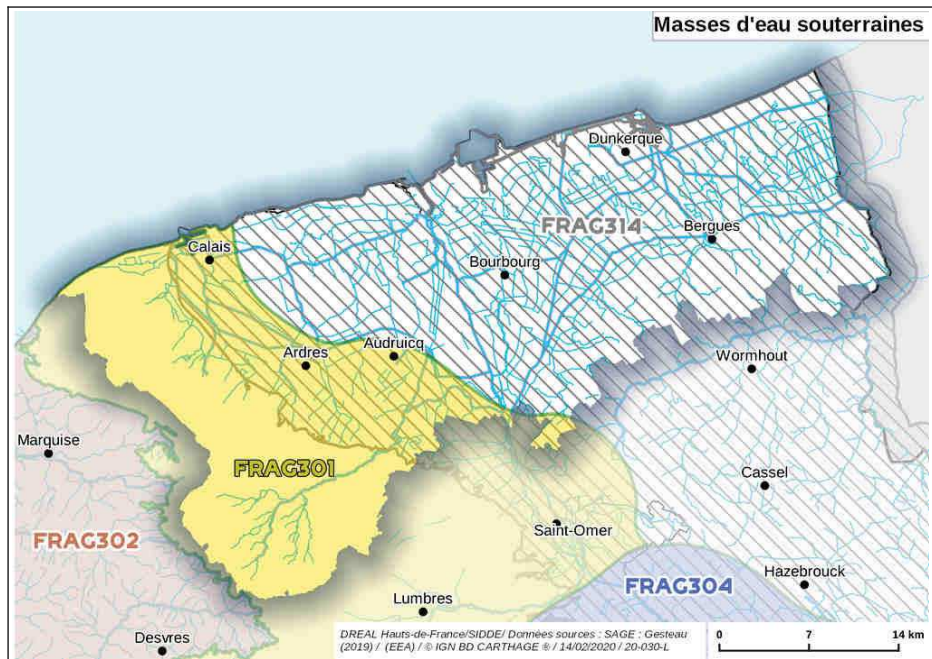 Masses d'eau souterraines
Dunkerque
FRAG314
Bergues
Calais
Bourbourg
Audruicq
Ardres
Wormhout
Marquise
FRAG301
Cassel
Saint-Omer
FRAG302
FRAG304
Hazebrouck
Lumbres
Desvres
DREAL Hauts-de-France/SIDDE/ Données sources : SAGE : Gesteau
(2019) / (EEA) / © IGN BD CARTHAGE ® / 14/02/2020 / 20-030-L
0 7 14 km